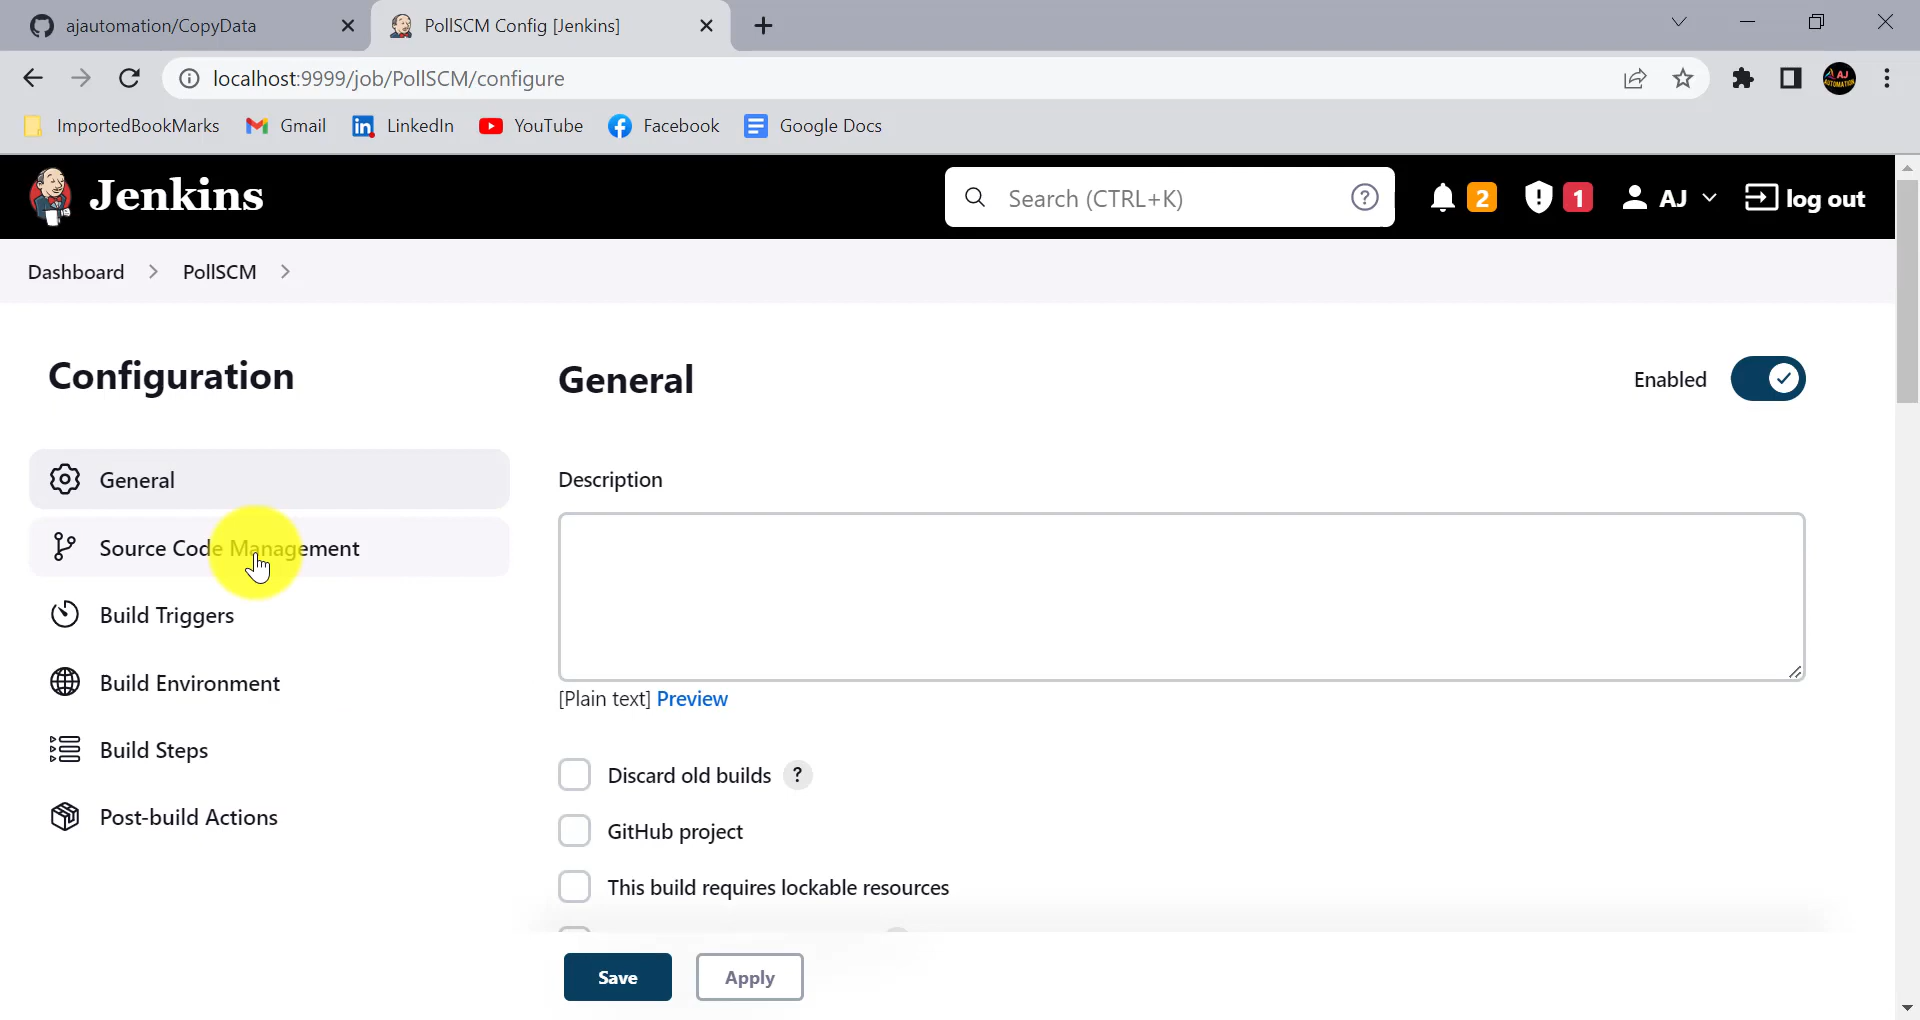 ajautomation/CopyData
PollSCM Config [Jenkins]
localhost:9999/job/PollSCM/configure
ImportedBookMarks
Gmail
LinkedIn
YouTube
Facebook
Google Docs
Jenkins
Search (CTRL+K)
2
1
AJ
log out
Dashboard
PollSCM
Configuration
General
Source Code Management
Build Triggers
Build Environment
Build Steps
Post-build Actions
General
Enabled
Description
[Plain text] Preview
Discard old builds ?
GitHub project
This build requires lockable resources
Save
Apply